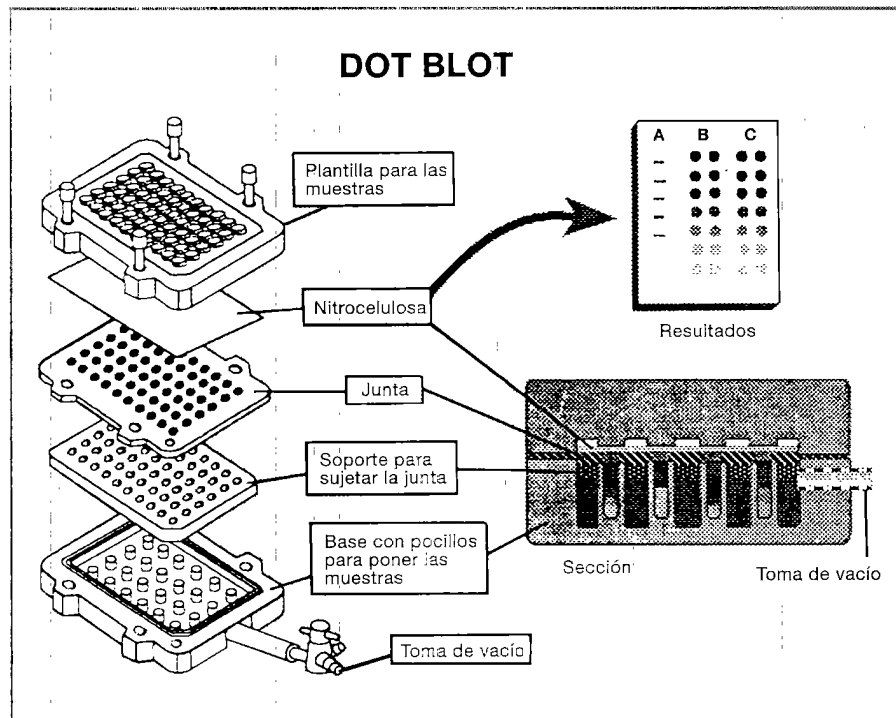 DOT BLOT
Plantilla para las
muestras
A B C
Nitrocelulosa
Resultados
Junta
Soporte para
sujetar la junta
Base con pocillos
para poner las
muestras
Sección
Toma de vacío
Toma de vacío